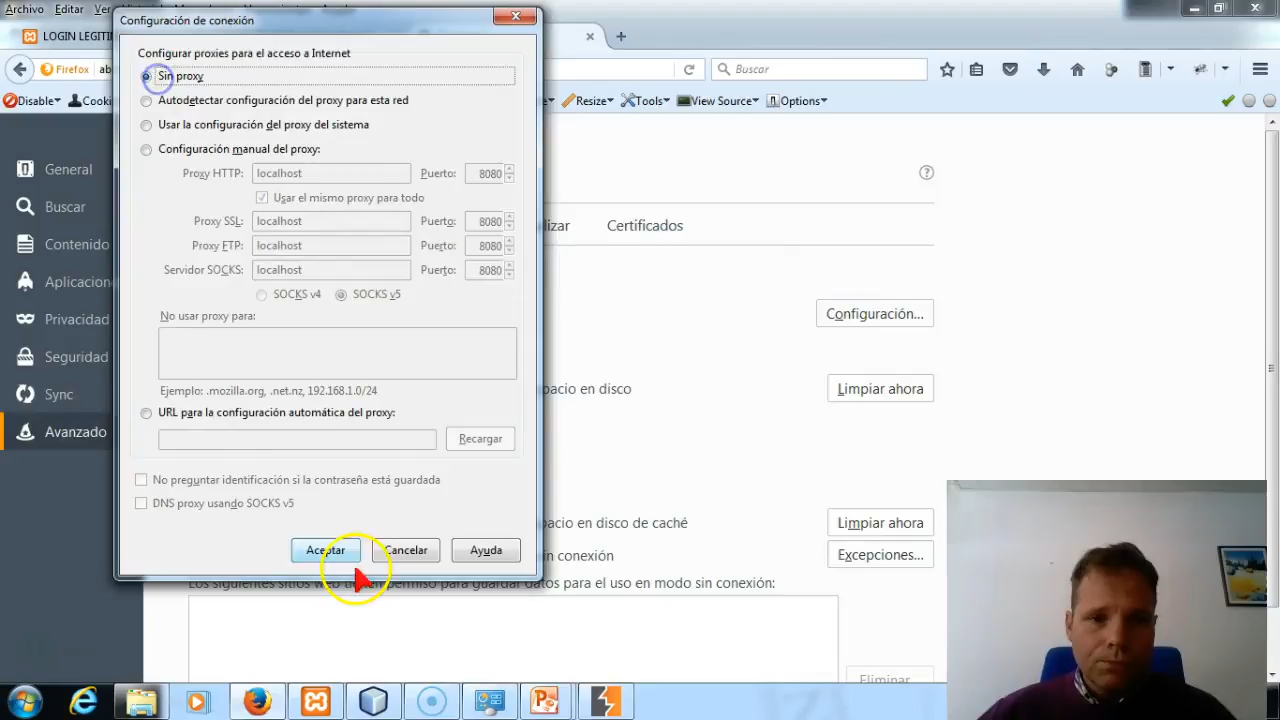 Archivo Editar Ver
Configuración de conexión
LOGIN LEGITI
Firefox
Buscar
Disable
Cooki
Resize
Tools
View Source
Options
Configurar proxies para el acceso a Internet
Sin proxy
Autodetectar configuración del proxy para esta red
Usar la configuración del proxy del sistema
Configuración manual del proxy:
Proxy HTTP: localhost Puerto: 8080
Usar el mismo proxy para todo
Proxy SSL: localhost Puerto: 8080
Proxy FTP: localhost Puerto: 8080
Servidor SOCKS: localhost Puerto: 8080
SOCKS v4 SOCKS v5
No usar proxy para:
Ejemplo: .mozilla.org, .net.nz, 192.168.1.0/24
URL para la configuración automática del proxy:
Recargar
No preguntar identificación si la contraseña está guardada
DNS proxy usando SOCKS v5
Aceptar Cancelar Ayuda
General
Buscar
Contenido
Aplicacion
Privacidad
Seguridad
Sync
Avanzado
lizar Certificados
Configuración...
pacio en disco Limpiar ahora
pacio en disco de caché Limpiar ahora
sin conexión Excepciones...
Los siguientes sitios web tienen permiso para guardar datos para el uso en modo sin conexión:
Eliminar